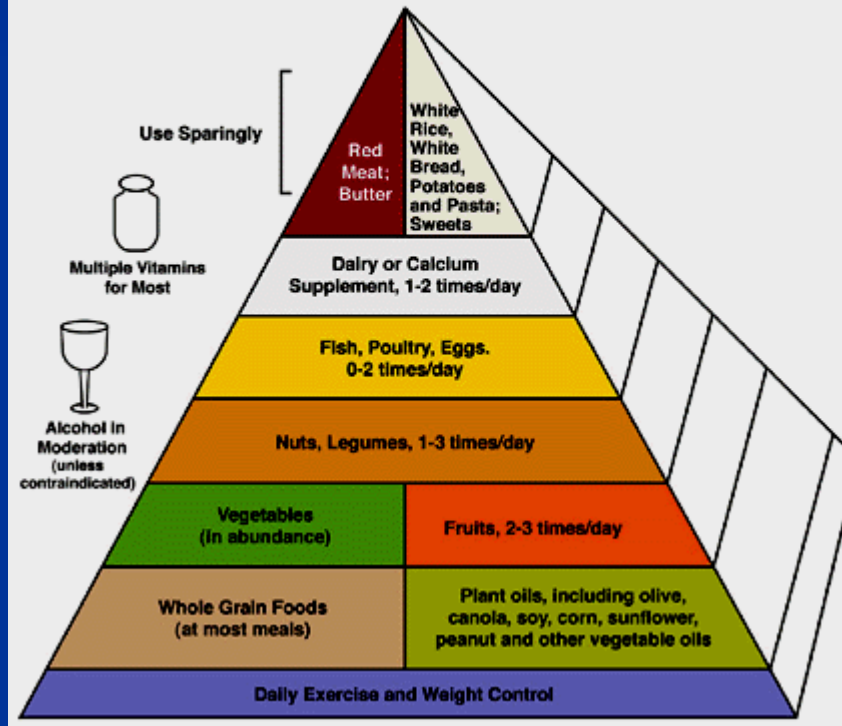 Use Sparingly
Red
Meat;
Butter
White
Rice,
White
Bread,
Potatoes
and Pasta;
Sweets
Multiple Vitamins
for Most
Dairy or Calcium
Supplement, 1-2 times/day
Fish, Poultry, Eggs.
0-2 times/day
Alcohol in
Moderation
(unless
contraindicated)
Nuts, Legumes, 1-3 times/day
Vegetables
(in abundance)
Fruits, 2-3 times/day
Whole Grain Foods
(at most meals)
Plant oils, including olive,
canola, soy, corn, sunflower,
peanut and other vegetable oils
Daily Exercise and Weight Control